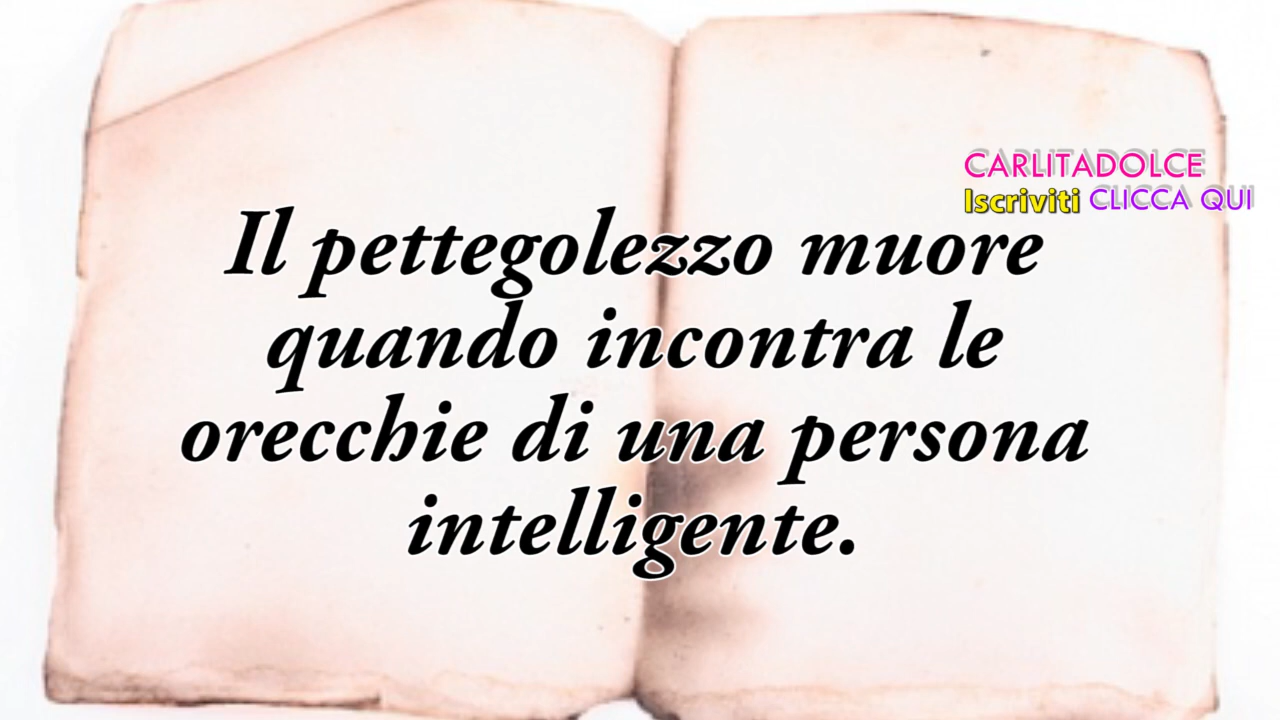 CARLITADOLCE
Iscriviti CLICCA QUI
Il pettegolezzo muore
quando incontra le
orecchie di una persona
intelligente.